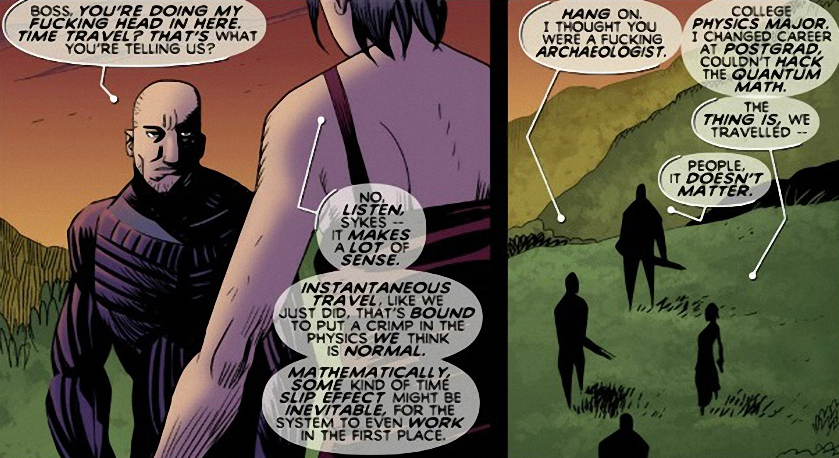 BOSS, YOU'RE DOING MY
FUCKING HEAD IN HERE.
TIME TRAVEL? THAT'S WHAT
YOU'RE TELLING US?
NO,
LISTEN,
SYKES --
IT MAKES
A LOT OF
SENSE.
INSTANTANEOUS
TRAVEL, LIKE WE
JUST DID, THAT'S BOUND
TO PUT A CRIMP IN THE
PHYSICS WE THINK
IS NORMAL.
MATHEMATICALLY,
SOME KIND OF TIME
SLIP EFFECT MIGHT BE
INEVITABLE, FOR THE
SYSTEM TO EVEN WORK
IN THE FIRST PLACE.
HANG ON.
I THOUGHT YOU
WERE A FUCKING
ARCHAEOLOGIST.
COLLEGE
PHYSICS MAJOR.
I CHANGED CAREER
AT POSTGRAD,
COULDN'T HACK
THE QUANTUM
MATH.
THE
THING IS, WE
TRAVELLED --
PEOPLE,
IT DOESN'T
MATTER.